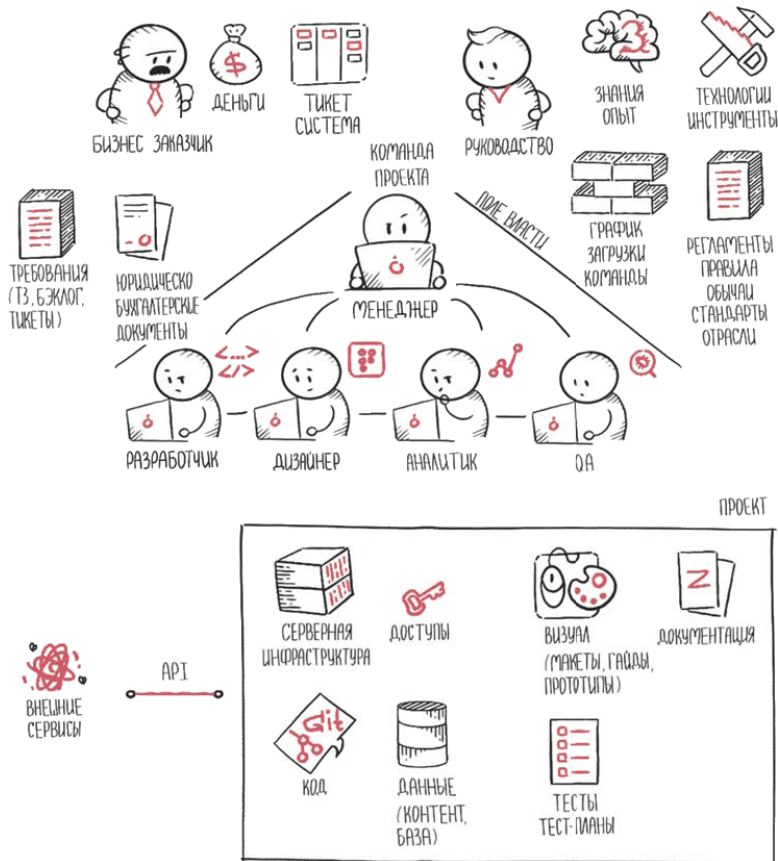 БИЗНЕС ЗАКАЗЧИК
$
ДЕНЬГИ
ТИКЕТ
СИСТЕМА
РУКОВОДСТВО
ЗНАНИЯ
ОПЫТ
ТЕХНОЛОГИИ
ИНСТРУМЕНТЫ
КОМАНДА
ПРОЕКТА
ПОЛЕ ВЛАСТИ
ТРЕБОВАНИЯ
(ТЗ, БЭКЛОГ,
ТИКЕТЫ)
ЮРИДИЧЕСКО
БУХГАЛТЕРСКИЕ
ДОКУМЕНТЫ
МЕНЕДЖЕР
ГРАФИК
ЗАГРУЗКИ
КОМАНДЫ
РЕГЛАМЕНТЫ
ПРАВИЛА
ОБЫЧАИ
СТАНДАРТЫ
ОТРАСЛИ
<...>
</>
РАЗРАБОТЧИК
ДИЗАЙНЕР
АНАЛИТИК
QA
ПРОЕКТ
СЕРВЕРНАЯ
ИНФРАСТРУКТУРА
ДОСТУПЫ
ВИЗУАЛ
(МАКЕТЫ, ГАЙДЫ,
ПРОТОТИПЫ)
ДОКУМЕНТАЦИЯ
ВНЕШНИЕ
СЕРВИСЫ
API
Git
КОД
ДАННЫЕ
(КОНТЕНТ,
БАЗА)
ТЕСТЫ
ТЕСТ-ПЛАНЫ